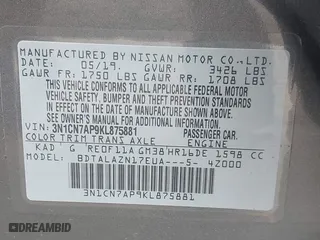 MANUFACTURED BY NISSAN MOTOR CO., LTD.
DATE: 05/19. GVWR: 3426 LBS
GAWR FR: 1750 LBS GAWR RR: 1708 LBS
THIS VEHICLE CONFORMS TO ALL APPLICABLE FEDERAL MOTOR
VEHICLE SAFETY, BUMPER AND THEFT PREVENTION STANDARDS
IN EFFECT ON THE DATE OF MANUFACTURE SHOWN ABOVE.
SEE OWNERS MANUAL FOR ADDITIONAL INFORMATION.
VIN: 3N1CN7AP9KL875881 PASSENGER CAR
COLOR TRIM TRANS AXLE ENGINE
KAD G RE0F11A GM38 HR16DE 1598 CC
MODEL BDTALAZN17EUA---5- 4Z000
3N1CN7AP9KL875881